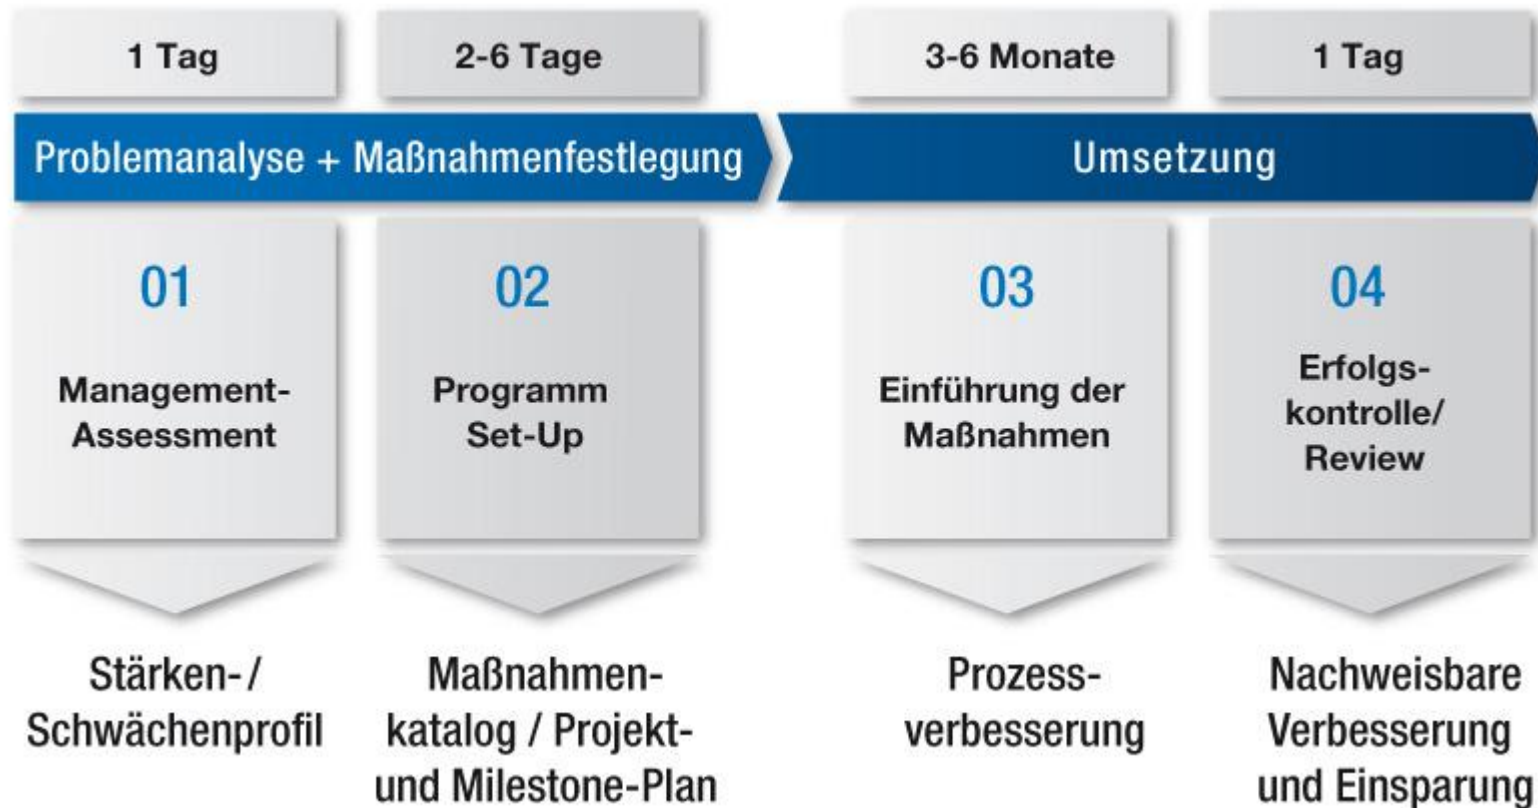 1 Tag
2-6 Tage
3-6 Monate
1 Tag
Problemanalyse + Maßnahmenfestlegung
Umsetzung
01
Management-
Assessment
02
Programm
Set-Up
03
Einführung der
Maßnahmen
04
Erfolgs-
kontrolle/
Review
Stärken-/
Schwächenprofil
Maßnahmen-
katalog / Projekt-
und Milestone-Plan
Prozess-
verbesserung
Nachweisbare
Verbesserung
und Einsparung